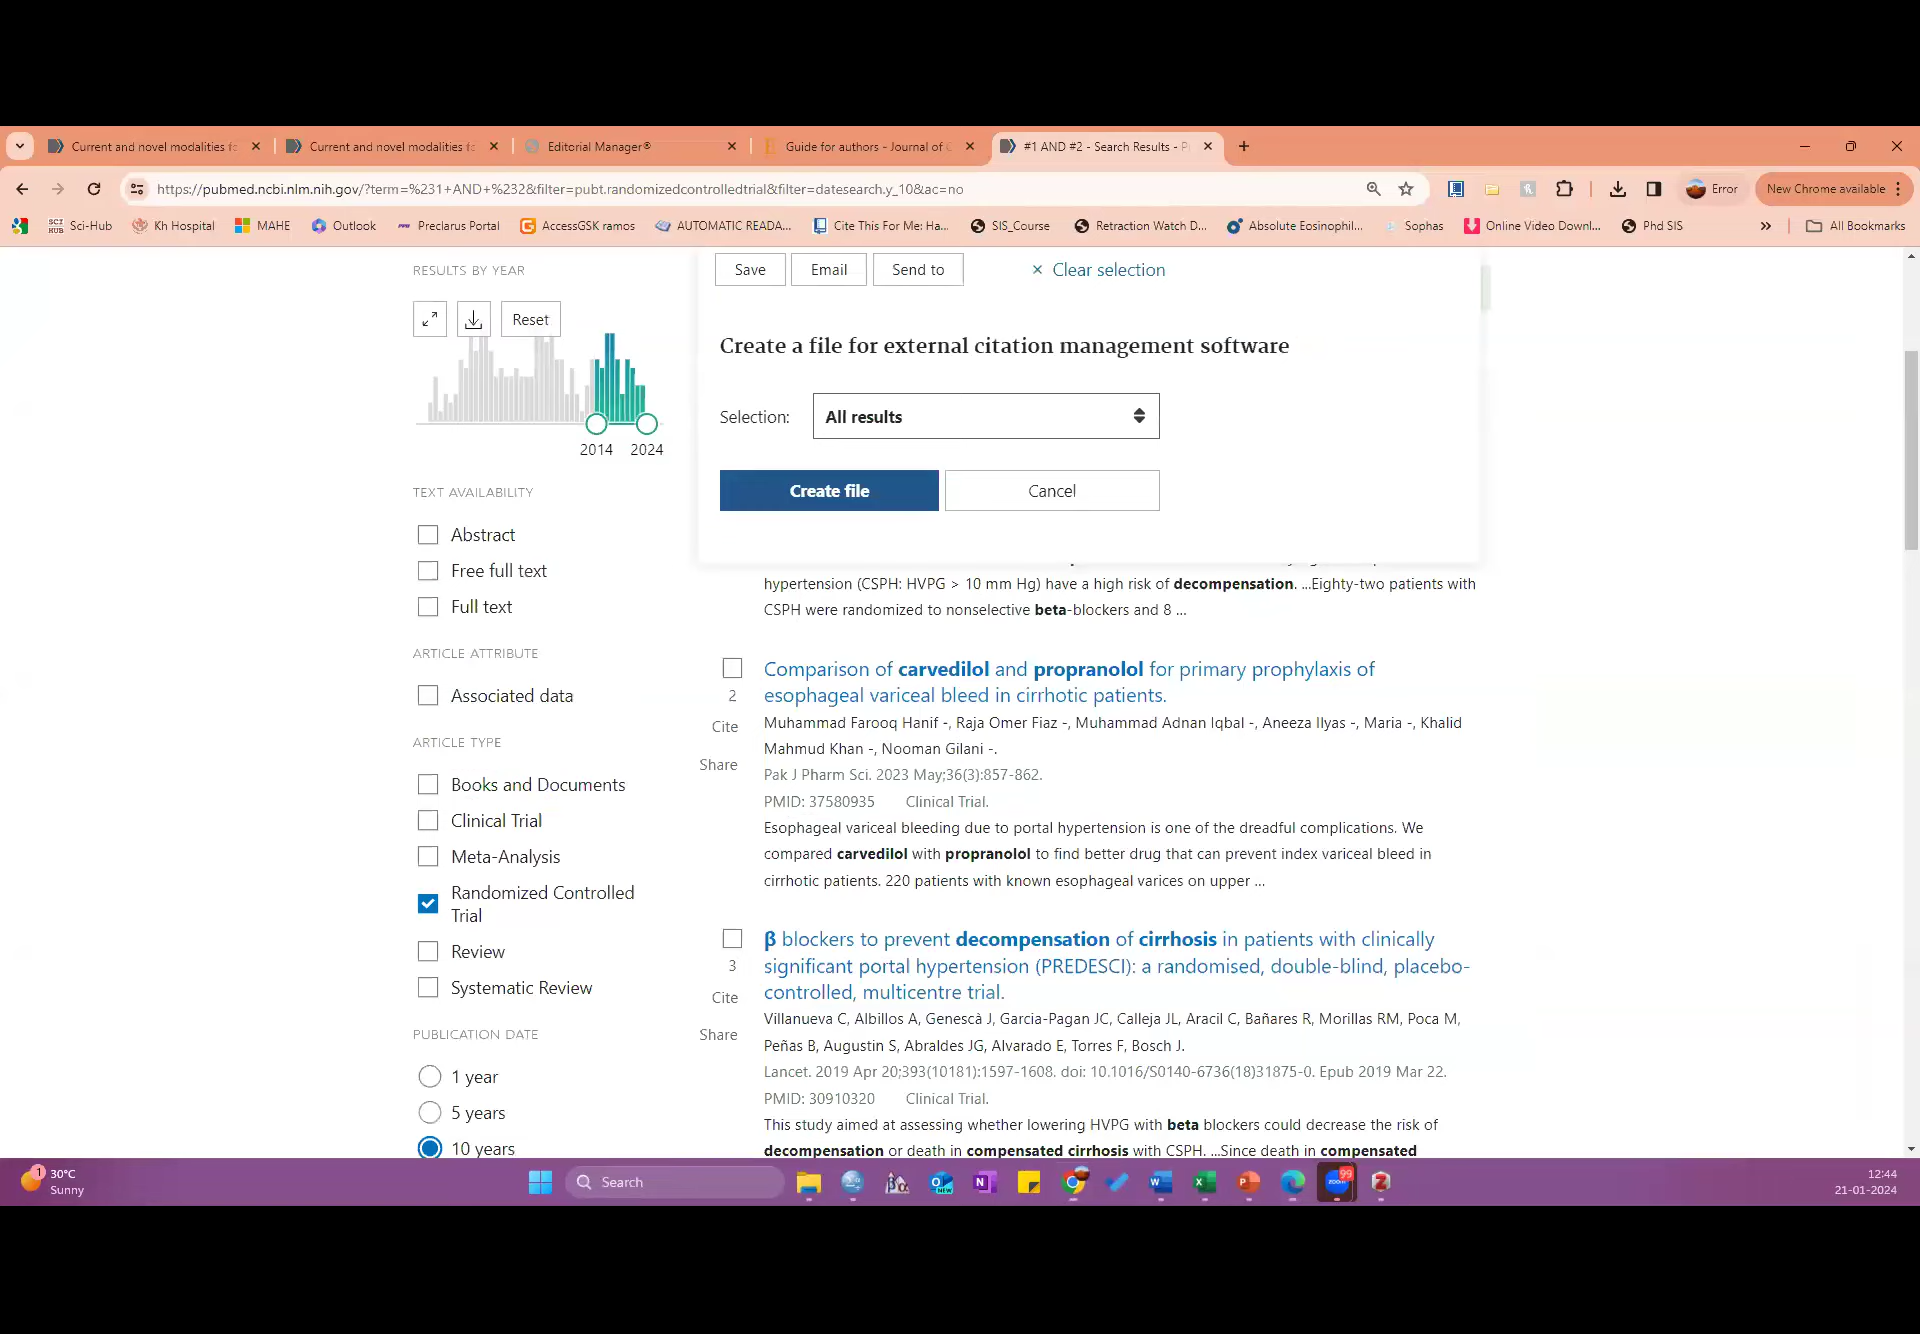 Current and novel modalities f
Current and novel modalities f
Editorial Manager®
Guide for authors - Journal of C
#1 AND #2 - Search Results - P
https://pubmed.ncbi.nlm.nih.gov/?term=%231+AND+%232&filter=pubt.randomizedcontrolledtrial&filter=datesearch.y_10&ac=no
Error
New Chrome available
SCI HUB Sci-Hub
Kh Hospital
MAHE
Outlook
Preclarus Portal
AccessGSK ramos
AUTOMATIC READA...
Cite This For Me: Ha...
SIS_Course
Retraction Watch D...
Absolute Eosinophil...
Sophas
Online Video Downl...
Phd SIS
All Bookmarks
RESULTS BY YEAR
Reset
2014 2024
TEXT AVAILABILITY
Abstract
Free full text
Full text
ARTICLE ATTRIBUTE
Associated data
ARTICLE TYPE
Books and Documents
Clinical Trial
Meta-Analysis
Randomized Controlled
Trial
Review
Systematic Review
PUBLICATION DATE
1 year
5 years
10 years
Save Email Send to × Clear selection
Create a file for external citation management software
Selection: All results
Create file Cancel
hypertension (CSPH: HVPG > 10 mm Hg) have a high risk of decompensation. ...Eighty-two patients with
CSPH were randomized to nonselective beta-blockers and 8 ...
2
Cite
Share
Comparison of carvedilol and propranolol for primary prophylaxis of
esophageal variceal bleed in cirrhotic patients.
Muhammad Farooq Hanif -, Raja Omer Fiaz -, Muhammad Adnan Iqbal -, Aneeza Ilyas -, Maria -, Khalid
Mahmud Khan -, Nooman Gilani -.
Pak J Pharm Sci. 2023 May;36(3):857-862.
PMID: 37580935 Clinical Trial.
Esophageal variceal bleeding due to portal hypertension is one of the dreadful complications. We
compared carvedilol with propranolol to find better drug that can prevent index variceal bleed in
cirrhotic patients. 220 patients with known esophageal varices on upper ...
3
Cite
Share
β blockers to prevent decompensation of cirrhosis in patients with clinically
significant portal hypertension (PREDESCI): a randomised, double-blind, placebo-
controlled, multicentre trial.
Villanueva C, Albillos A, Genescà J, Garcia-Pagan JC, Calleja JL, Aracil C, Bañares R, Morillas RM, Poca M,
Peñas B, Augustin S, Abraldes JG, Alvarado E, Torres F, Bosch J.
Lancet. 2019 Apr 20;393(10181):1597-1608. doi: 10.1016/S0140-6736(18)31875-0. Epub 2019 Mar 22.
PMID: 30910320 Clinical Trial.
This study aimed at assessing whether lowering HVPG with beta blockers could decrease the risk of
decompensation or death in compensated cirrhosis with CSPH. ...Since death in compensated
1
30°C
Sunny
Search
99
12:44
21-01-2024